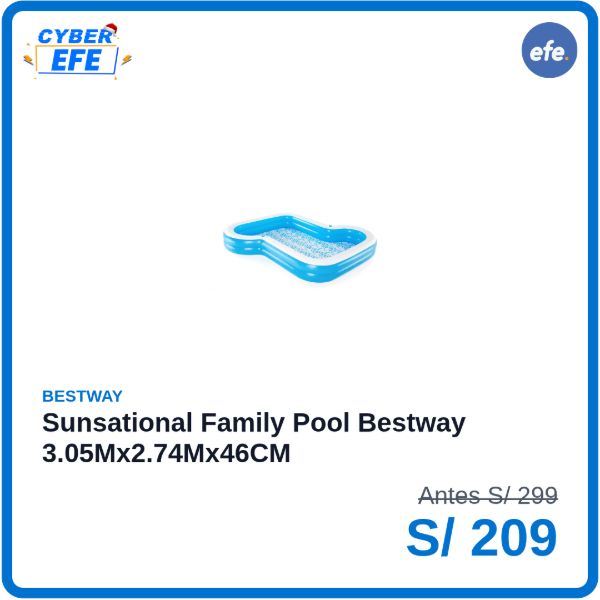 CYBER
EFE
efe.
BESTWAY
Sunsational Family Pool Bestway
3.05Mx2.74Mx46CM
Antes S/ 299
S/ 209